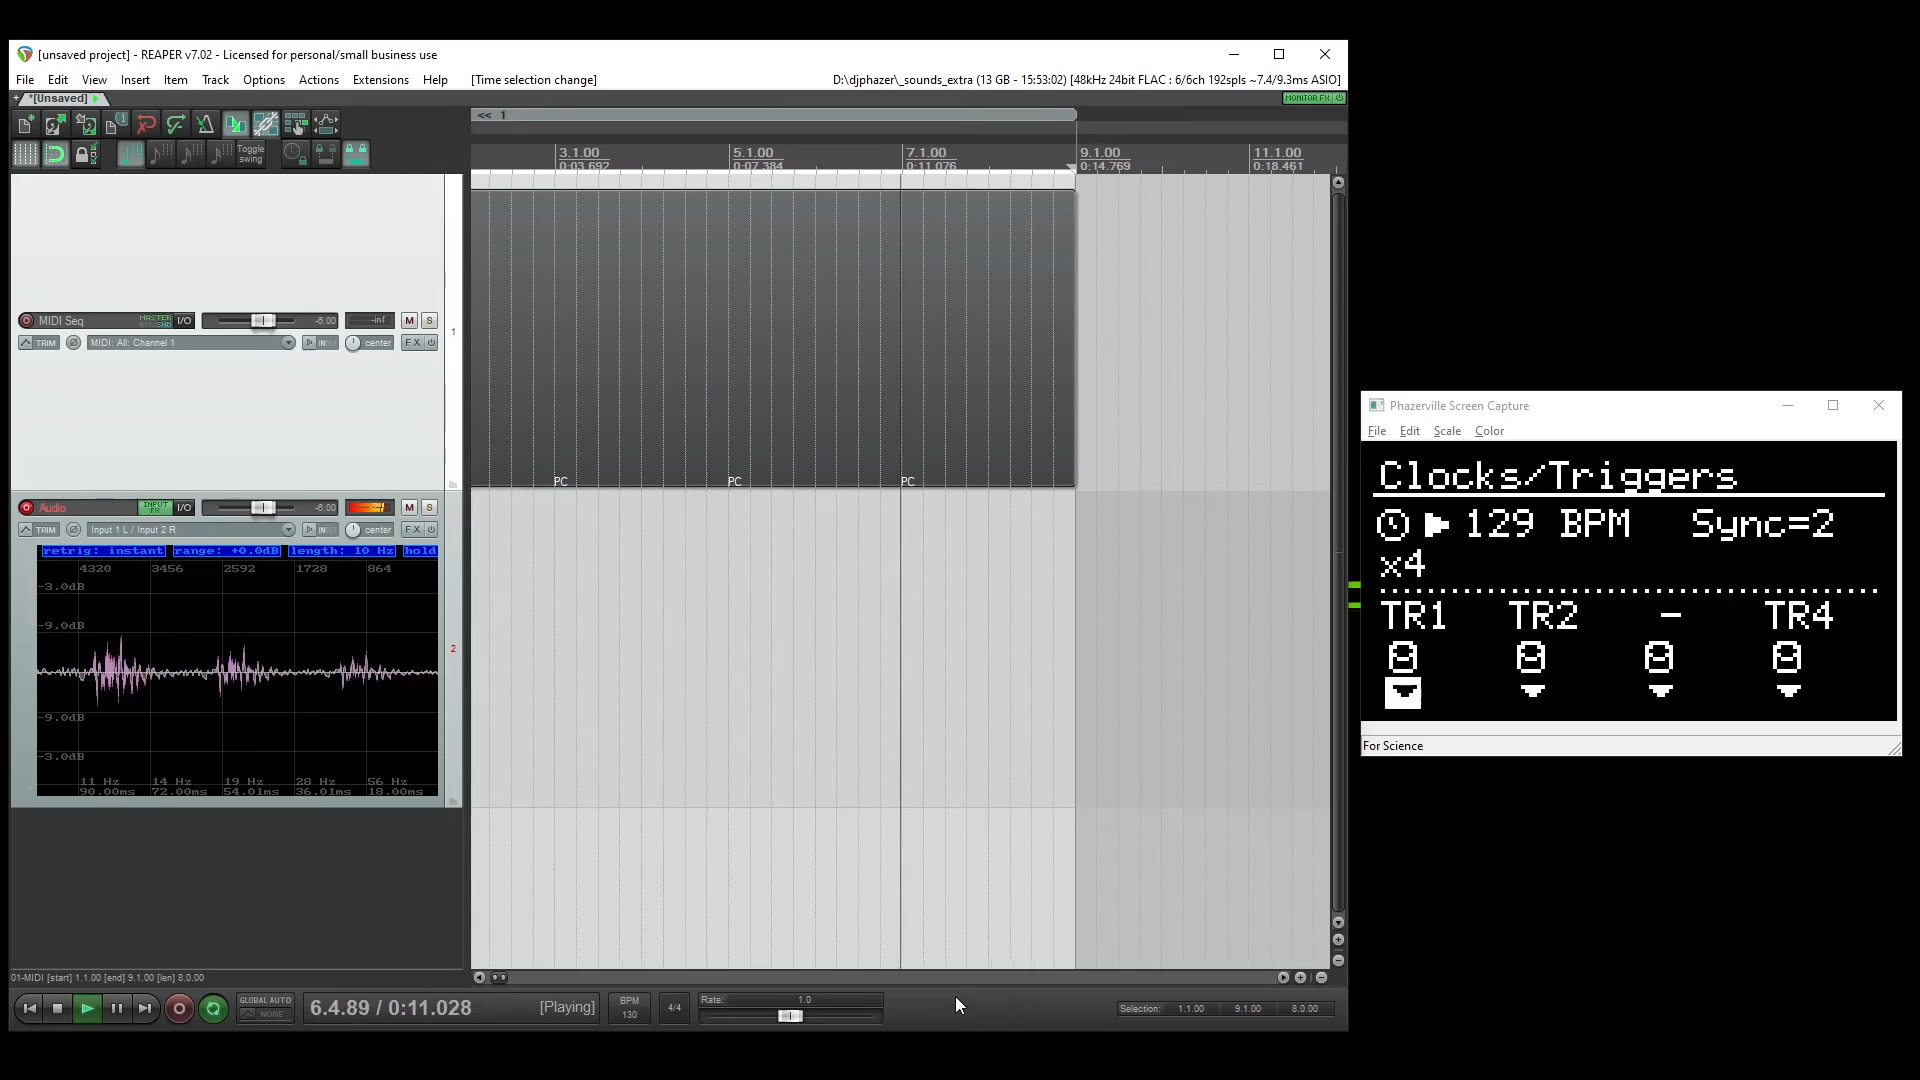 [unsaved project] - REAPER v7.02 - Licensed for personal/small business use
File Edit View Insert Item Track Options Actions Extensions Help [Time selection change] D:\djphazer\_sounds_extra (13 GB - 15:53:02) [48kHz 24bit FLAC : 6/6ch 192spls ~7.4/9.3ms ASIO]
*[Unsaved]
MONITOR FX
<< 1
Toggle swing
3.1.00 5.1.00 7.1.00 9.1.00 11.1.00
0:03.692 0:07.384 0:11.076 0:14.769 0:18.461
MIDI Seq MASTER I/O -6.00 -inf M S
1
TRIM MIDI: All: Channel 1 IN center FX
PC PC PC
Audio INPUT FX I/O -6.00 M S
TRIM Input 1 L / Input 2 R IN center FX
retrig: instant range: +0.0dB length: 10 Hz hold
4320 3456 2592 1728 864
-3.0dB
-9.0dB
2
-9.0dB
-3.0dB
11 Hz 14 Hz 19 Hz 28 Hz 56 Hz
90.00ms 72.00ms 54.01ms 36.01ms 18.00ms
01-MIDI [start] 1.1.00 [end] 9.1.00 [len] 8.0.00
GLOBAL AUTO
NONE
6.4.89 / 0:11.028 [Playing]
BPM
130
4/4
Rate: 1.0
Selection: 1.1.00 9.1.00 8.0.00
Phazerville Screen Capture
File Edit Scale Color
Clocks/Triggers
129 BPM Sync=2
x4
TR1 TR2 - TR4
For Science